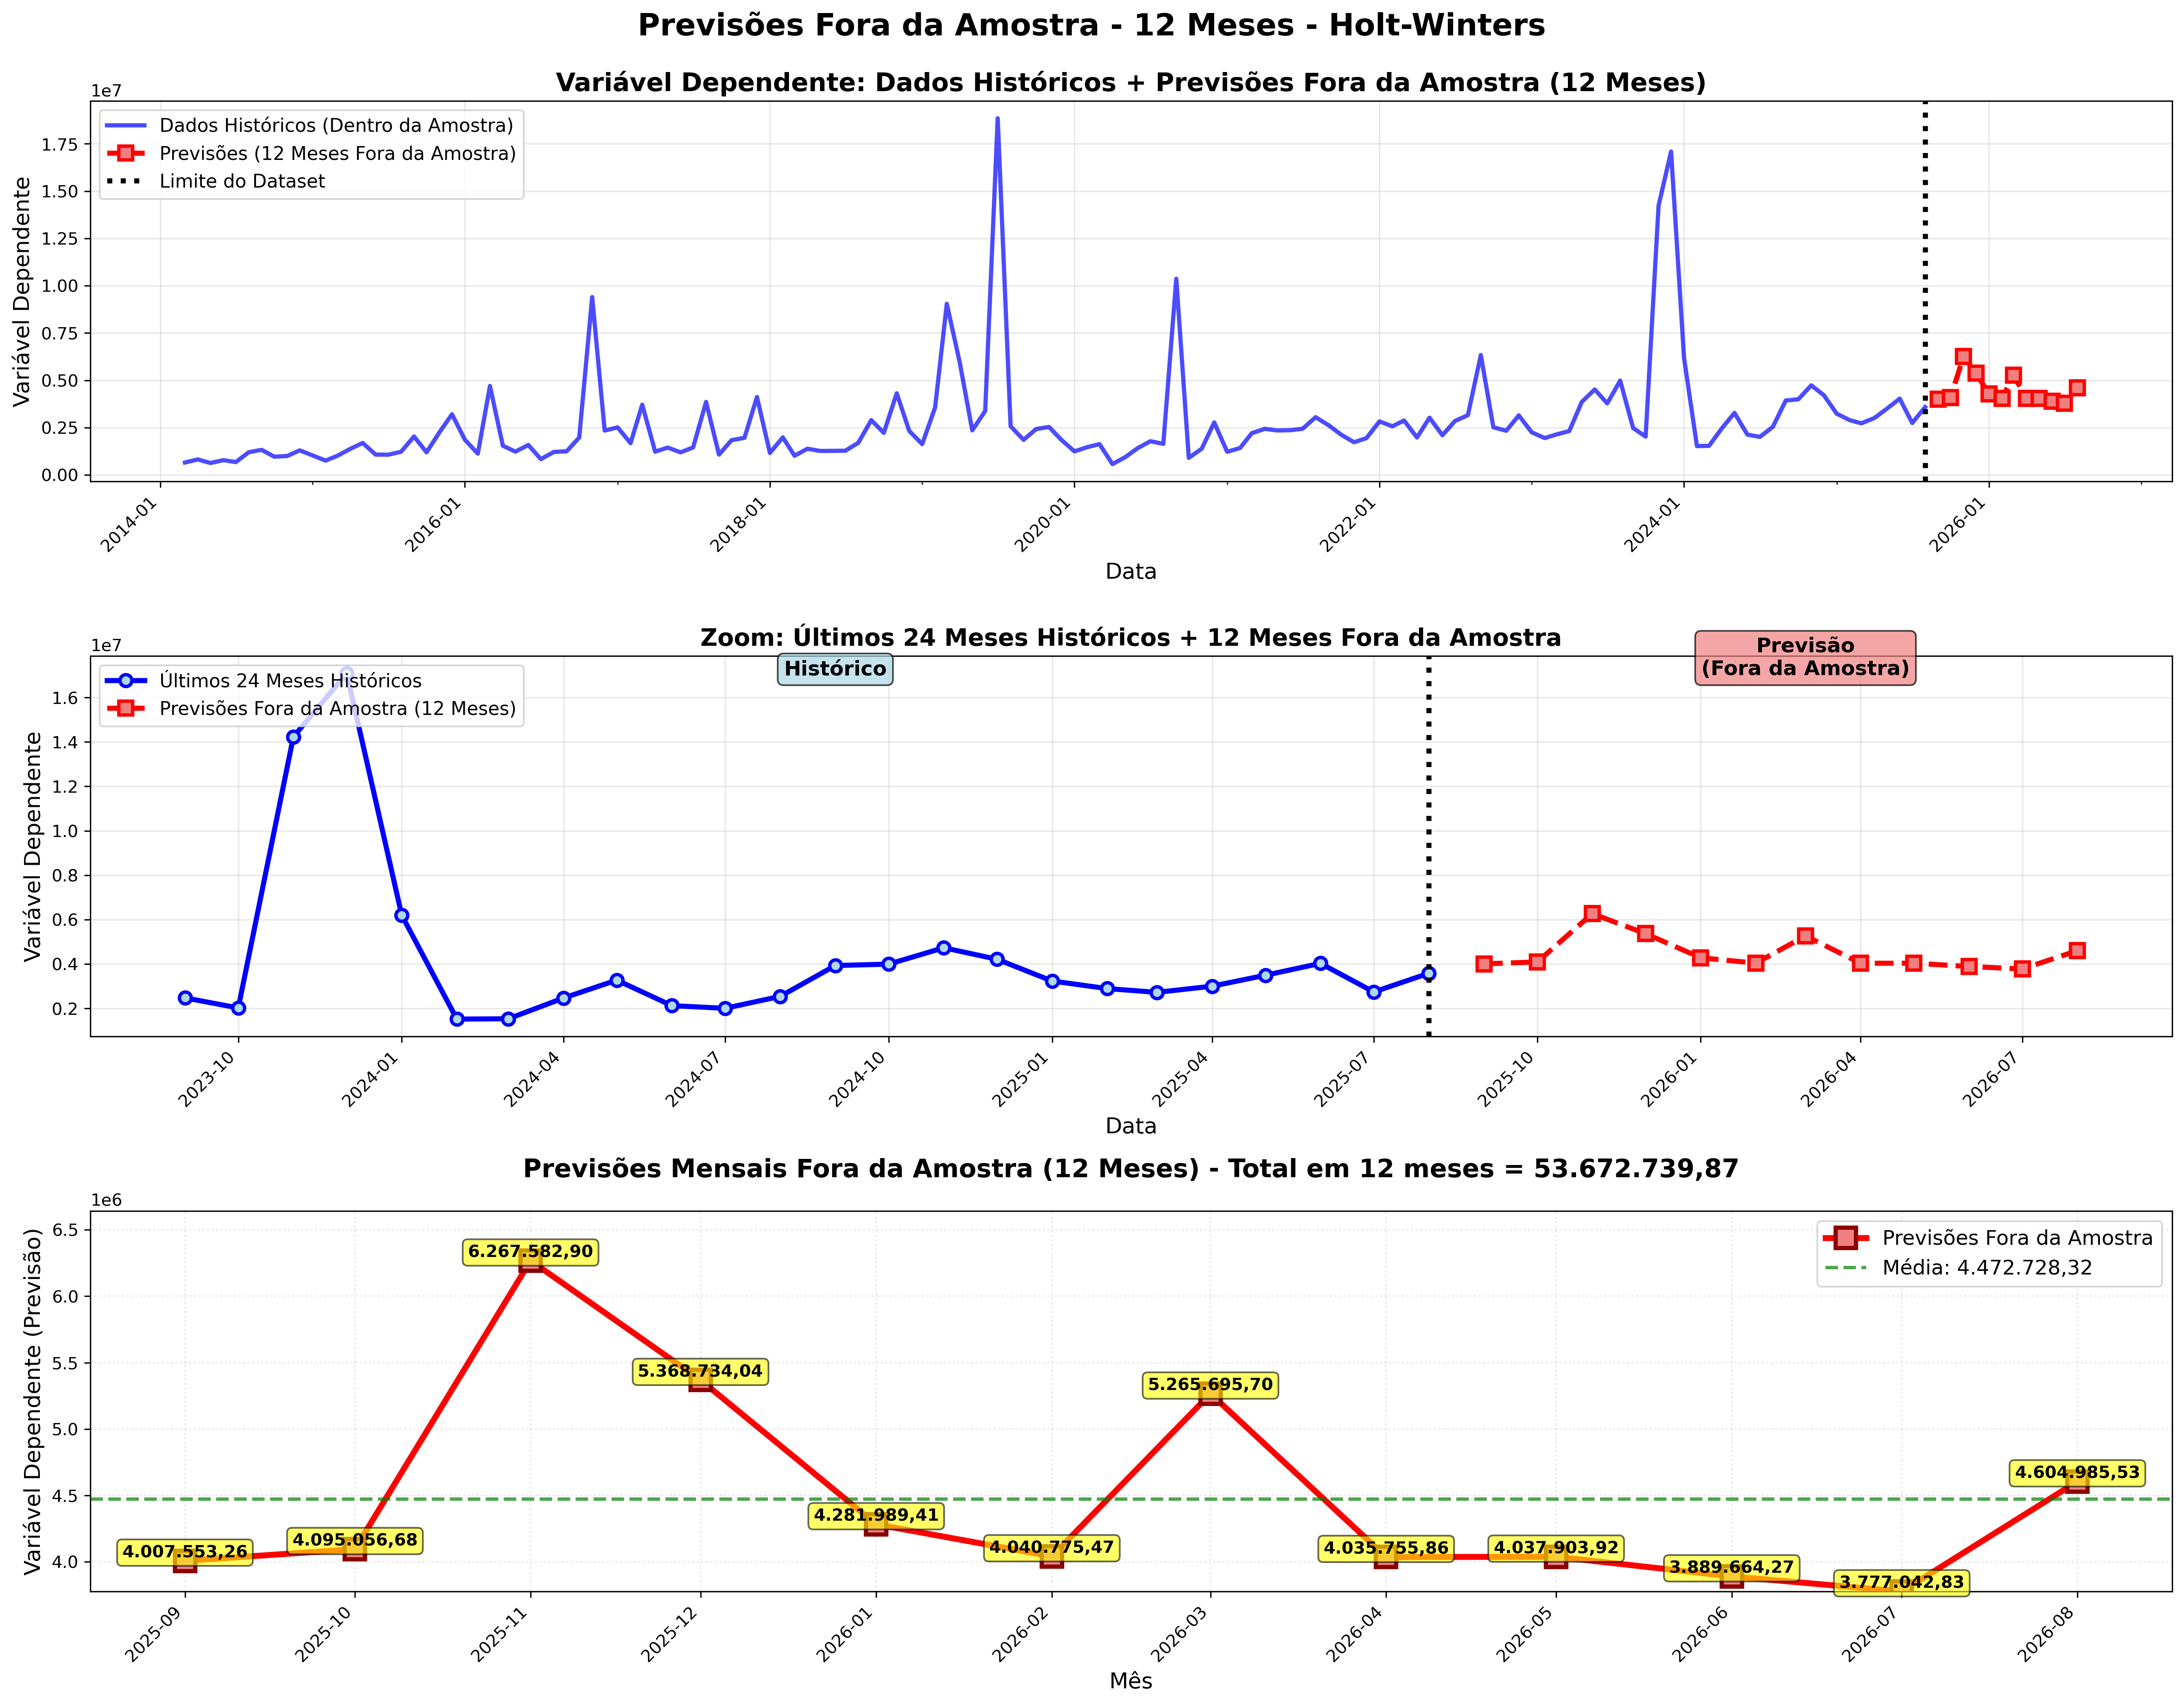 Previsões Fora da Amostra - 12 Meses - Holt-Winters
Variável Dependente: Dados Históricos + Previsões Fora da Amostra (12 Meses)
1e7
Dados Históricos (Dentro da Amostra)
Previsões (12 Meses Fora da Amostra)
Limite do Dataset
Variável Dependente
1.75
1.50
1.25
1.00
0.75
0.50
0.25
0.00
2014-01
2016-01
2018-01
2020-01
2022-01
2024-01
2026-01
Data
Zoom: Últimos 24 Meses Históricos + 12 Meses Fora da Amostra
1e7
Últimos 24 Meses Históricos
Previsões Fora da Amostra (12 Meses)
Histórico
Previsão
(Fora da Amostra)
Variável Dependente
1.6
1.4
1.2
1.0
0.8
0.6
0.4
0.2
2023-10
2024-01
2024-04
2024-07
2024-10
2025-01
2025-04
2025-07
2025-10
2026-01
2026-04
2026-07
Data
Previsões Mensais Fora da Amostra (12 Meses) - Total em 12 meses = 53.672.739,87
1e6
Previsões Fora da Amostra
Média: 4.472.728,32
Variável Dependente (Previsão)
6.5
6.0
5.5
5.0
4.5
4.0
4.007.553,26
4.095.056,68
6.267.582,90
5.368.734,04
4.281.989,41
4.040.775,47
5.265.695,70
4.035.755,86
4.037.903,92
3.889.664,27
3.777.042,83
4.604.985,53
2025-09
2025-10
2025-11
2025-12
2026-01
2026-02
2026-03
2026-04
2026-05
2026-06
2026-07
2026-08
Mês